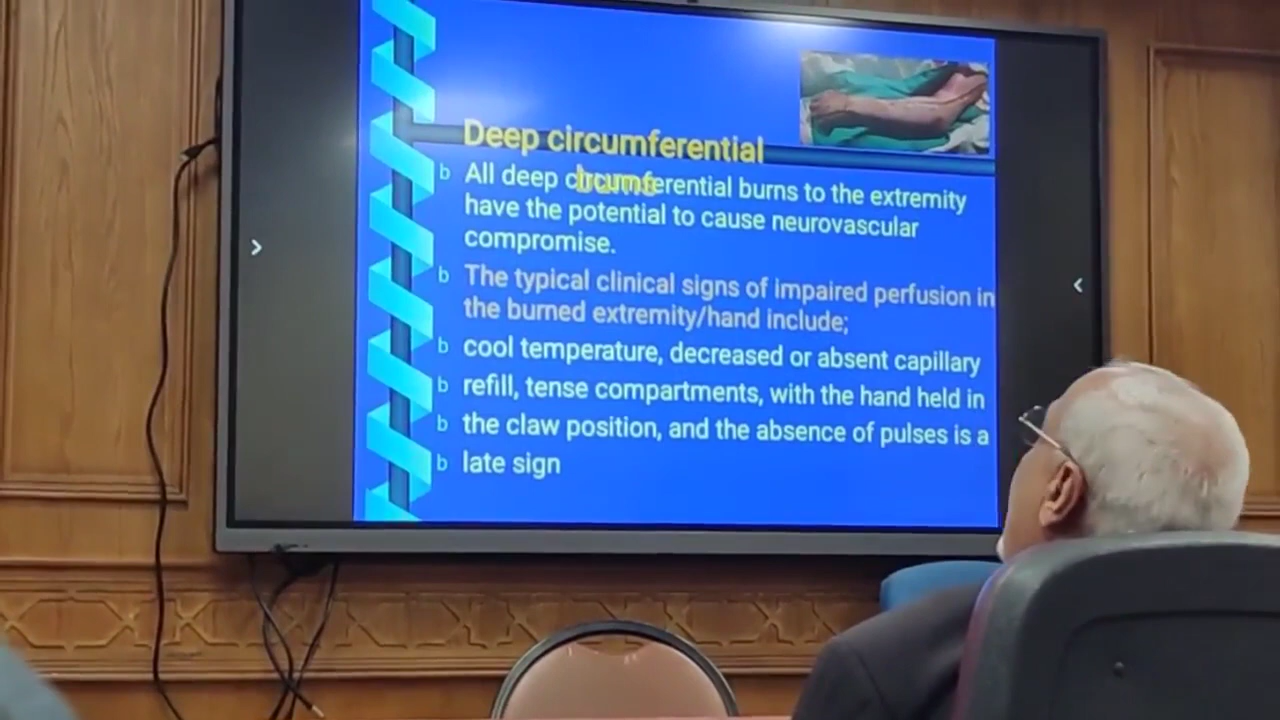 Deep circumferential
burns
b All deep circumferential burns to the extremity
have the potential to cause neurovascular
compromise.
b The typical clinical signs of impaired perfusion in
the burned extremity/hand include;
b cool temperature, decreased or absent capillary
b refill, tense compartments, with the hand held in
b the claw position, and the absence of pulses is a
b late sign